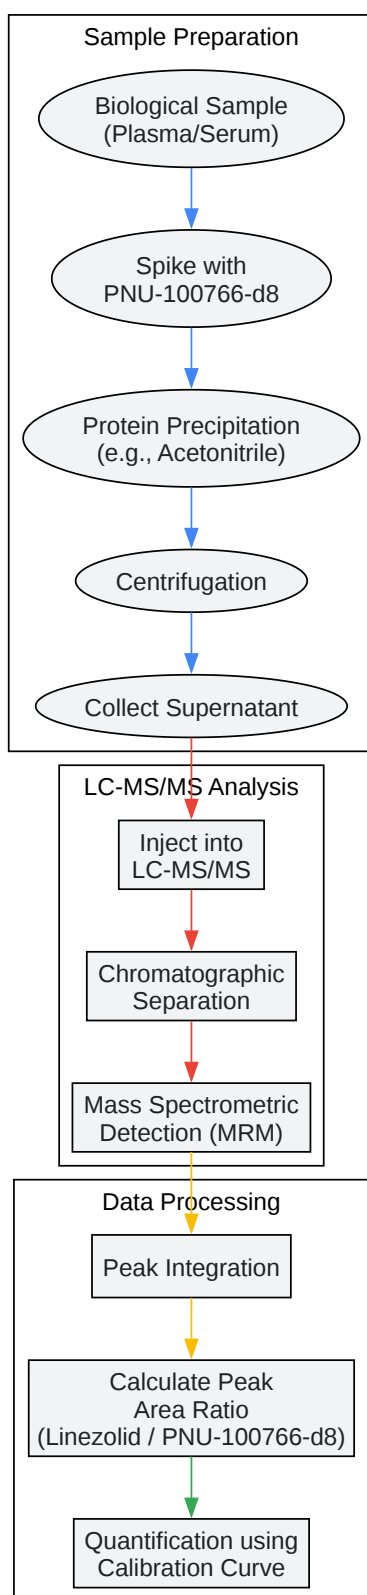 Sample Preparation
Biological Sample
(Plasma/Serum)
Spike with
PNU-100766-d8
Protein Precipitation
(e.g., Acetonitrile)
Centrifugation
Collect Supernatant
LC-MS/MS Analysis
Inject into
LC-MS/MS
Chromatographic
Separation
Mass Spectrometric
Detection (MRM)
Data Processing
Peak Integration
Calculate Peak
Area Ratio
(Linezolid / PNU-100766-d8)
Quantification using
Calibration Curve